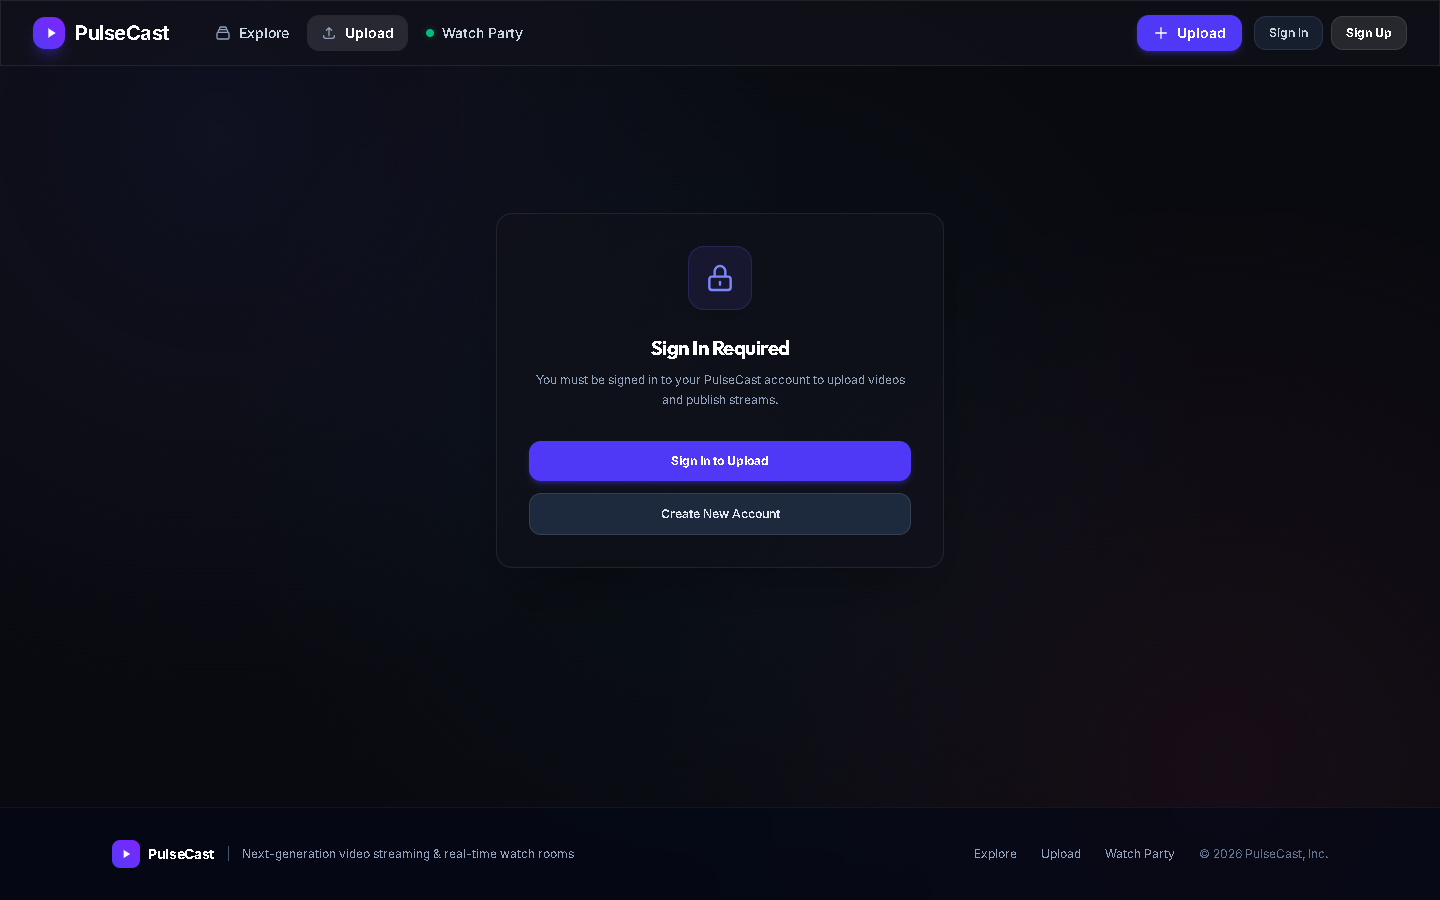 PulseCast
Explore
Upload
Watch Party
Upload
Sign In
Sign Up
Sign In Required
You must be signed in to your PulseCast account to upload videos
and publish streams.
Sign In to Upload
Create New Account
PulseCast
Next-generation video streaming & real-time watch rooms
Explore
Upload
Watch Party
© 2026 PulseCast, Inc.